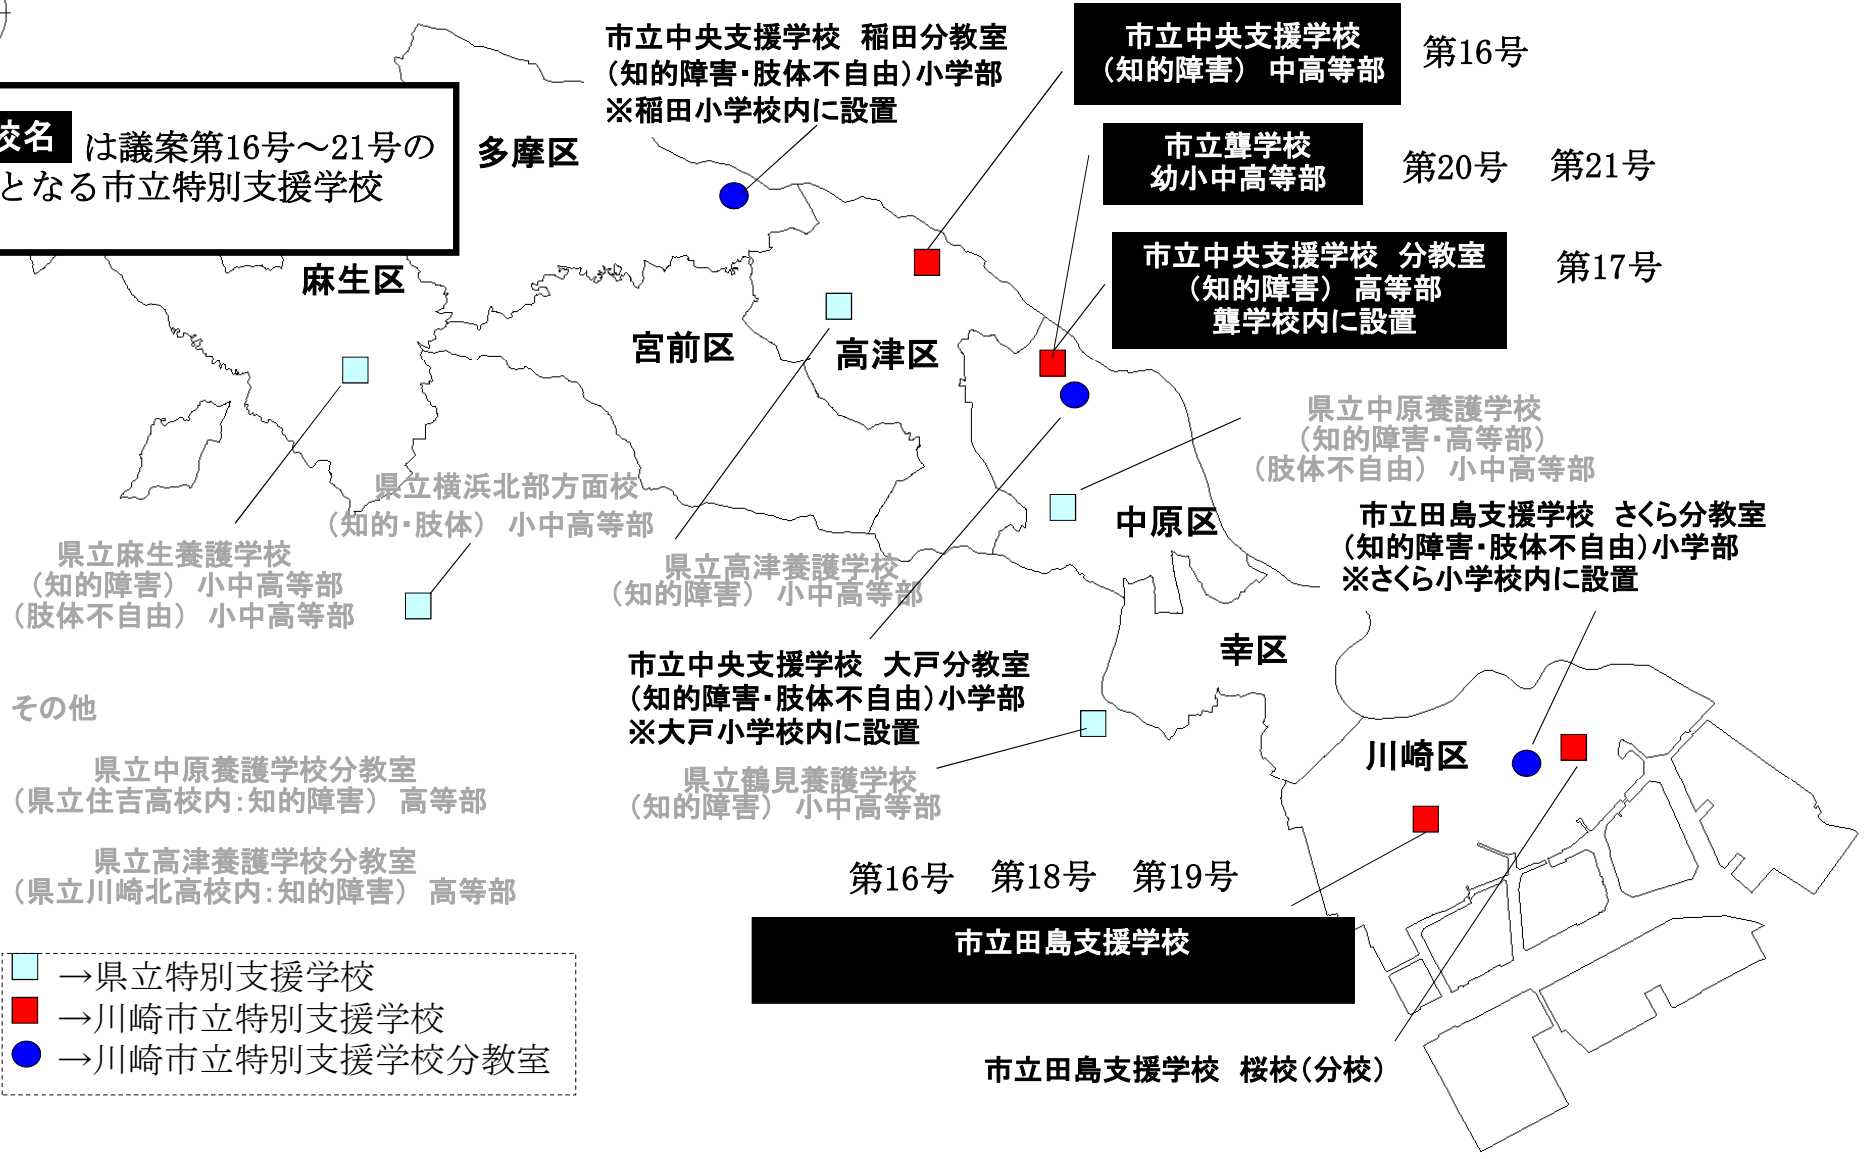 市立中央支援学校　稲田分教室
（知的障害・肢体不自由）小学部
※稲田小学校内に設置
市立中央支援学校
（知的障害） 中高等部
第16号
校名 は議案第16号～21号の
となる市立特別支援学校
多摩区
市立聾学校
幼小中高等部
第20号　第21号
市立中央支援学校　分教室
（知的障害） 高等部
聾学校内に設置
第17号
麻生区
宮前区
高津区
県立中原養護学校
（知的障害・高等部）
（肢体不自由） 小中高等部
県立横浜北部方面校
（知的・肢体） 小中高等部
中原区
市立田島支援学校　さくら分教室
（知的障害・肢体不自由）小学部
※さくら小学校内に設置
県立麻生養護学校
（知的障害） 小中高等部
（肢体不自由） 小中高等部
県立高津養護学校
（知的障害） 小中高等部
幸区
市立中央支援学校　大戸分教室
（知的障害・肢体不自由）小学部
※大戸小学校内に設置
その他
県立中原養護学校分教室
（県立住吉高校内：知的障害） 高等部
県立鶴見養護学校
（知的障害） 小中高等部
川崎区
県立高津養護学校分教室
（県立川崎北高校内：知的障害） 高等部
第16号　第18号　第19号
市立田島支援学校
→県立特別支援学校
→川崎市立特別支援学校
→川崎市立特別支援学校分教室
市立田島支援学校　桜校（分校）